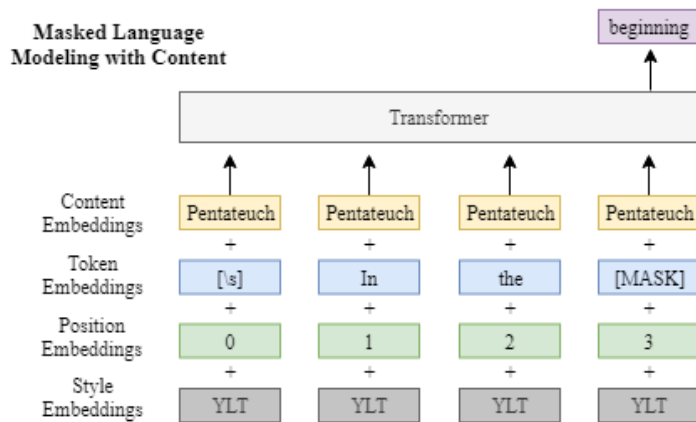 Masked Language
Modeling with Content
beginning
Transformer
Content
Embeddings
Pentateuch Pentateuch Pentateuch Pentateuch
+ + + +
Token
Embeddings
[\s] In the [MASK]
+ + + +
Position
Embeddings
0 1 2 3
+ + + +
Style
Embeddings
YLT YLT YLT YLT